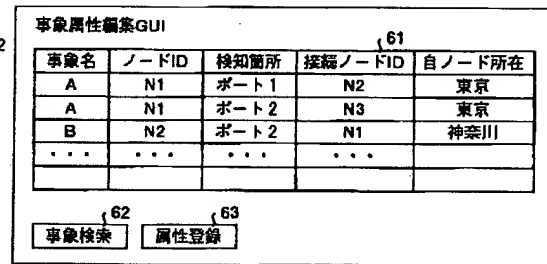 事象属性編集GUI
2
61
事象名 ノードID 検知箇所 接続ノードID 自ノード所在
A N1 ポート1 N2 東京
A N1 ポート2 N3 東京
B N2 ポート2 N1 神奈川
・・・ ・・・ ・・・ ・・・
62 63
事象検索 属性登録